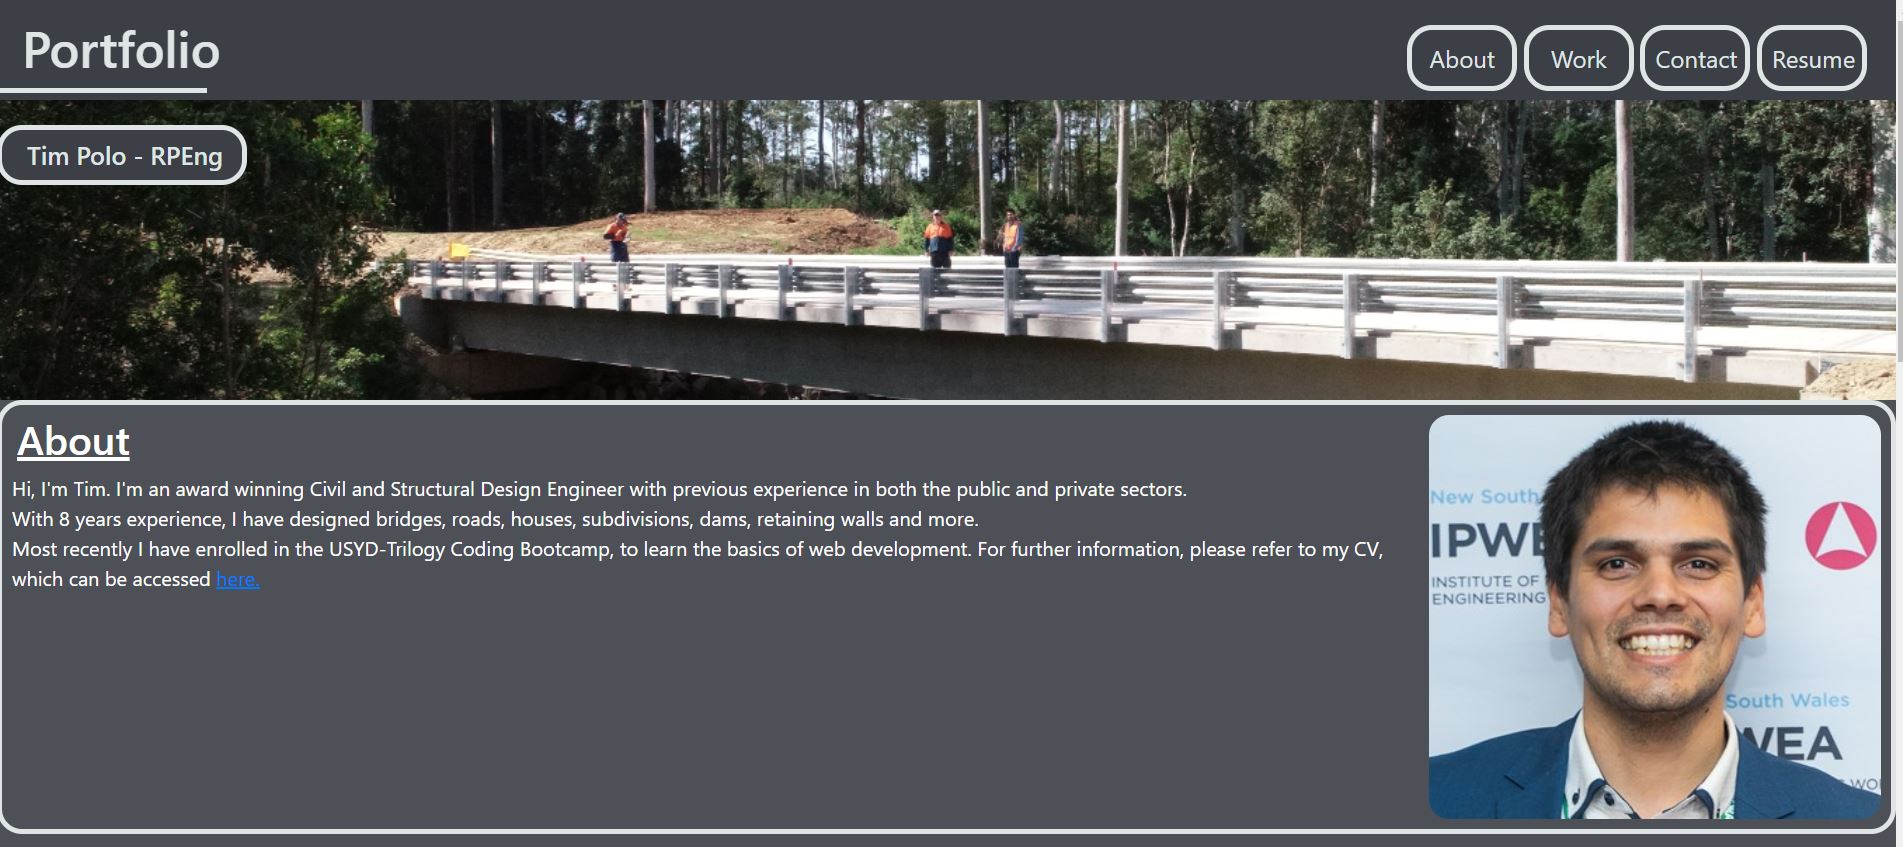 Portfolio
About
Work
Contact
Resume
Tim Polo - RPEng
About
Hi, I'm Tim. I'm an award winning Civil and Structural Design Engineer with previous experience in both the public and private sectors.
With 8 years experience, I have designed bridges, roads, houses, subdivisions, dams, retaining walls and more.
Most recently I have enrolled in the USYD-Trilogy Coding Bootcamp, to learn the basics of web development. For further information, please refer to my CV,
which can be accessed here.
New South
IPWE
INSTITUTE OF
ENGINEERING
South Wales
WEA